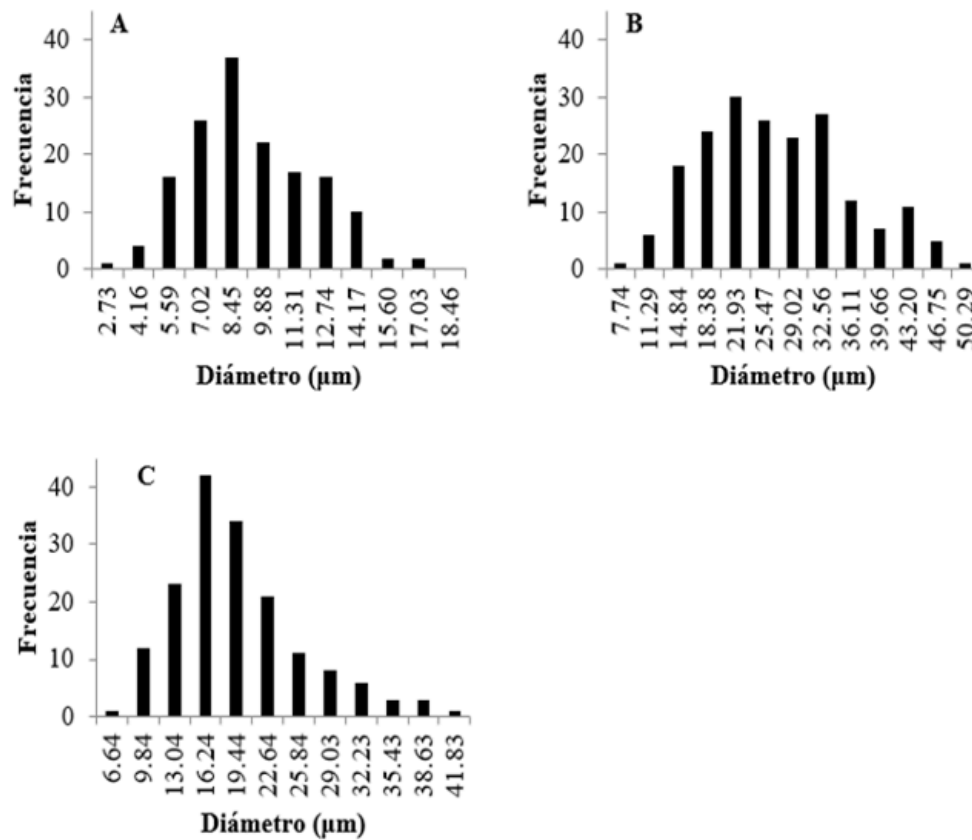 A
40
30
20
10
0
Frecuencia
2.73 4.16 5.59 7.02 8.45 9.88 11.31 12.74 14.17 15.60 17.03 18.46
Diámetro (µm)
B
40
30
20
10
0
Frecuencia
7.74 11.29 14.84 18.38 21.93 25.47 29.02 32.56 36.11 39.66 43.20 46.75 50.29
Diámetro (µm)
C
40
30
20
10
0
Frecuencia
6.64 9.84 13.04 16.24 19.44 22.64 25.84 29.03 32.23 35.43 38.63 41.83
Diámetro (µm)